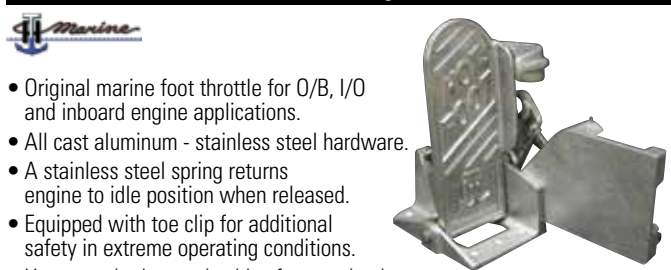 Marine
• Original marine foot throttle for O/B, I/O
and inboard engine applications.
• All cast aluminum - stainless steel hardware.
• A stainless steel spring returns
engine to idle position when released.
• Equipped with toe clip for additional
safety in extreme operating conditions.